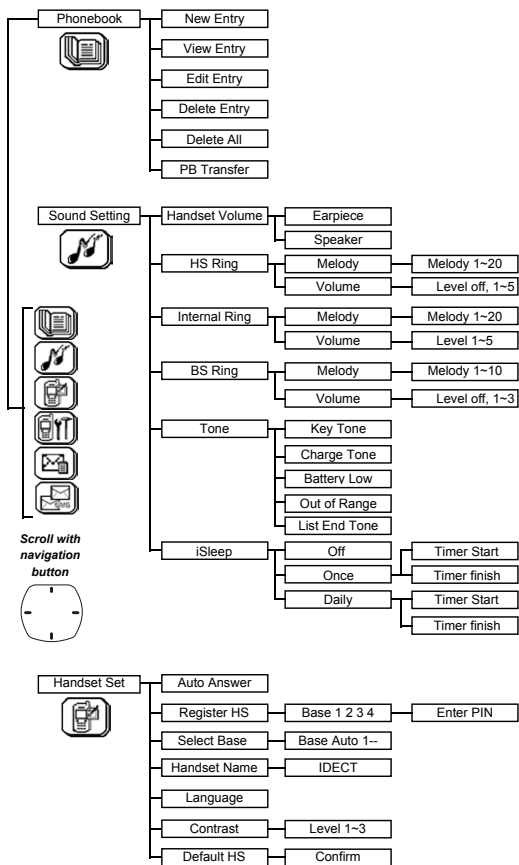 Phonebook
New Entry
View Entry
Edit Entry
Delete Entry
Delete All
PB Transfer
Sound Setting
Handset Volume
Earpiece
Speaker
HS Ring
Melody
Melody 1~20
Volume
Level off, 1~5
Internal Ring
Melody
Melody 1~20
Volume
Level 1~5
BS Ring
Melody
Melody 1~10
Volume
Level off, 1~3
Tone
Key Tone
Charge Tone
Battery Low
Out of Range
List End Tone
iSleep
Off
Once
Timer Start
Timer finish
Daily
Timer Start
Timer finish
SMS
Scroll with
navigation
button
Handset Set
Auto Answer
Register HS
Base 1 2 3 4
Enter PIN
Select Base
Base Auto 1--
Handset Name
IDECT
Language
Contrast
Level 1~3
Default HS
Confirm